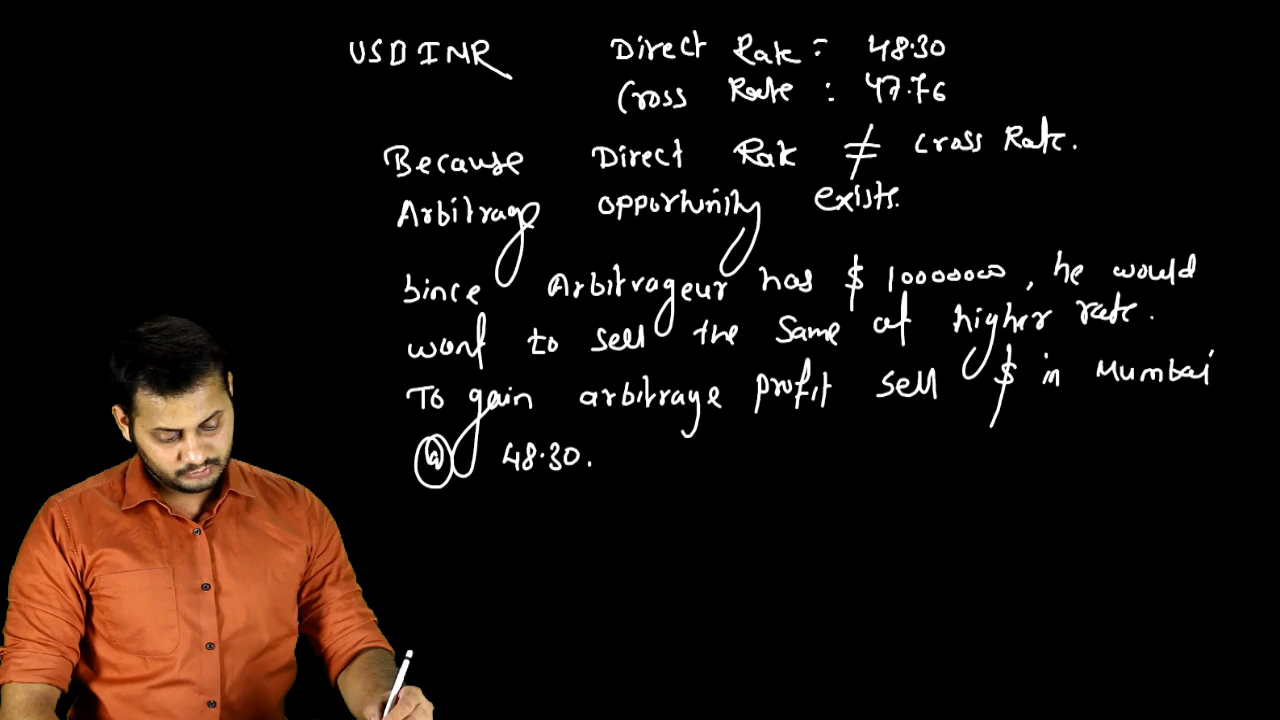 USDINR Direct Rate = 48.30
Cross Rate : 47.76
Because Direct Rate ≠ Cross Rate.
Arbitrage opportunity exists.
Since Arbitrageur has $ 10000000, he would
want to sell the same at higher rate.
To gain arbitrage profit sell $ in Mumbai
@ 48.30.